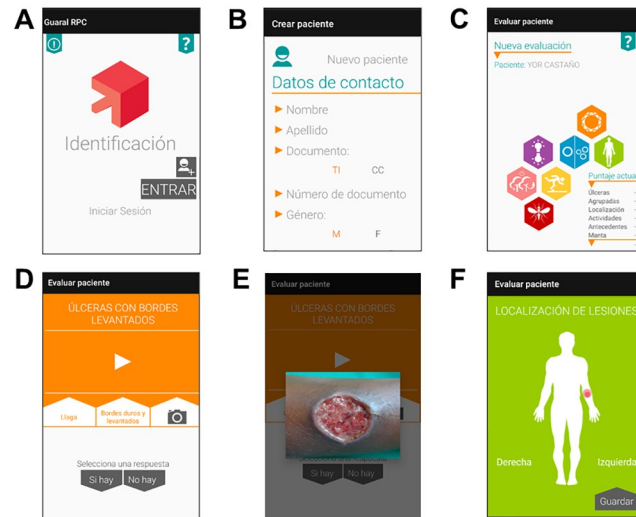 A
Guaral RPC
?
Identificación
ENTRAR
Iniciar Sesión
B
Crear paciente
Nuevo paciente
Datos de contacto
Nombre
Apellido
Documento:
TI CC
Número de documento
Género:
M F
C
Evaluar paciente
Nueva evaluación
?
Paciente: YOR CASTAÑO
Puntaje actua
Úlceras
Agrupadas
Localización
Actividades
Antecedentes
Manta
D
Evaluar paciente
ÚLCERAS CON BORDES
LEVANTADOS
Llaga
Bordes duros y
levantados
Selecciona una respuesta
Si hay No hay
E
Evaluar paciente
ÚLCERAS CON BORDES
LEVANTADOS
Si hay No hay
F
Evaluar paciente
LOCALIZACIÓN DE LESIONES
Derecha Izquierda
Guardar